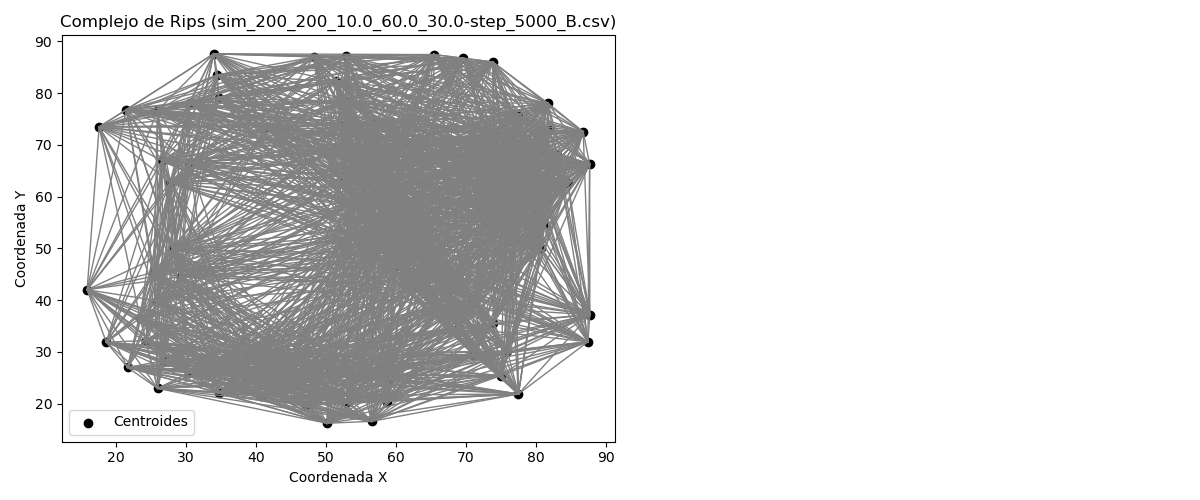 Complejo de Rips (sim_200_200_10.0_60.0_30.0-step_5000_B.csv)
90
80
70
60
50
40
30
20
Coordenada Y
Centroides
20 30 40 50 60 70 80 90
Coordenada X